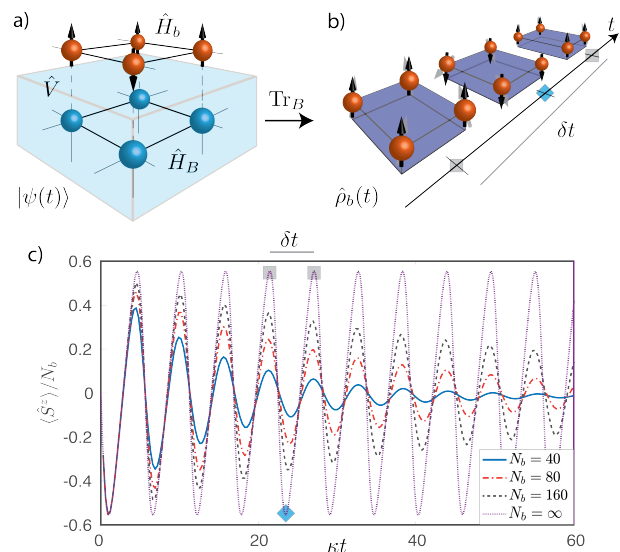 a)
Ĥ_b
V̂
Ĥ_B
|ψ(t)⟩
Tr_B
b)
t
δt
ρ̂_b(t)
c)
δt
⟨Ŝ^z⟩/N_b
0.6
0.4
0.2
0
-0.2
-0.4
-0.6
0
20
40
60
κt
N_b = 40
N_b = 80
N_b = 160
N_b = ∞